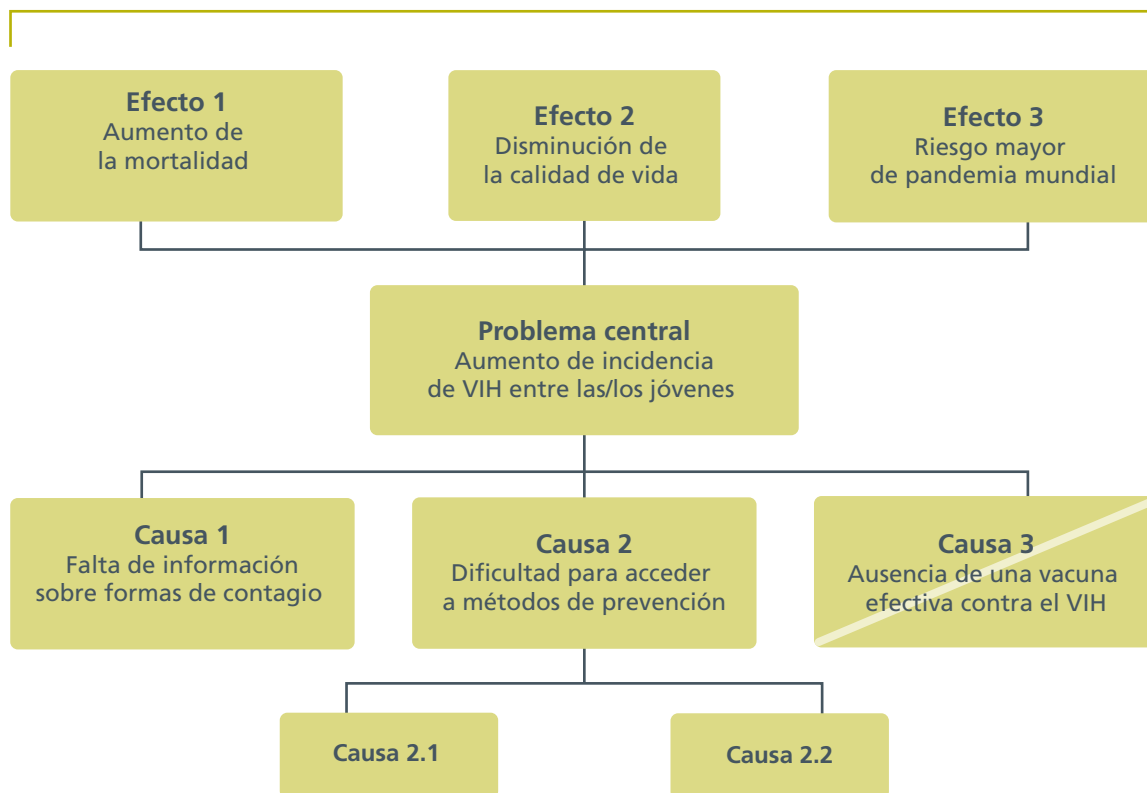 Efecto 1
Aumento de
la mortalidad
Efecto 2
Disminución de
la calidad de vida
Efecto 3
Riesgo mayor
de pandemia mundial
Problema central
Aumento de incidencia
de VIH entre las/los jóvenes
Causa 1
Falta de información
sobre formas de contagio
Causa 2
Dificultad para acceder
a métodos de prevención
Causa 3
Ausencia de una vacuna
efectiva contra el VIH
Causa 2.1
Causa 2.2